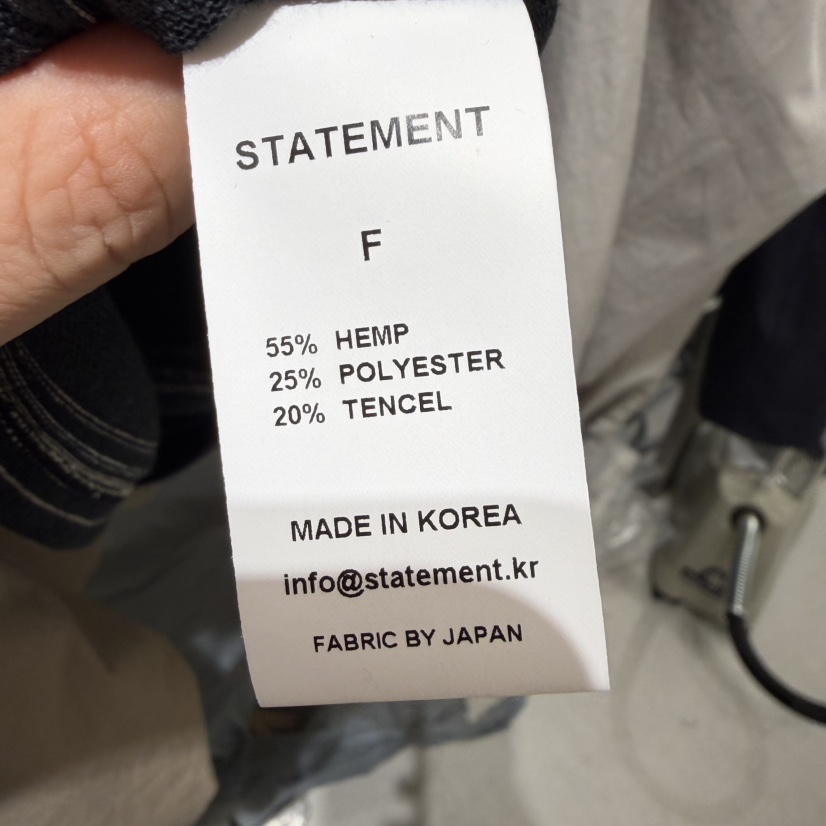 STATEMENT
F
55% HEMP
25% POLYESTER
20% TENCEL
MADE IN KOREA
info@statement.kr
FABRIC BY JAPAN